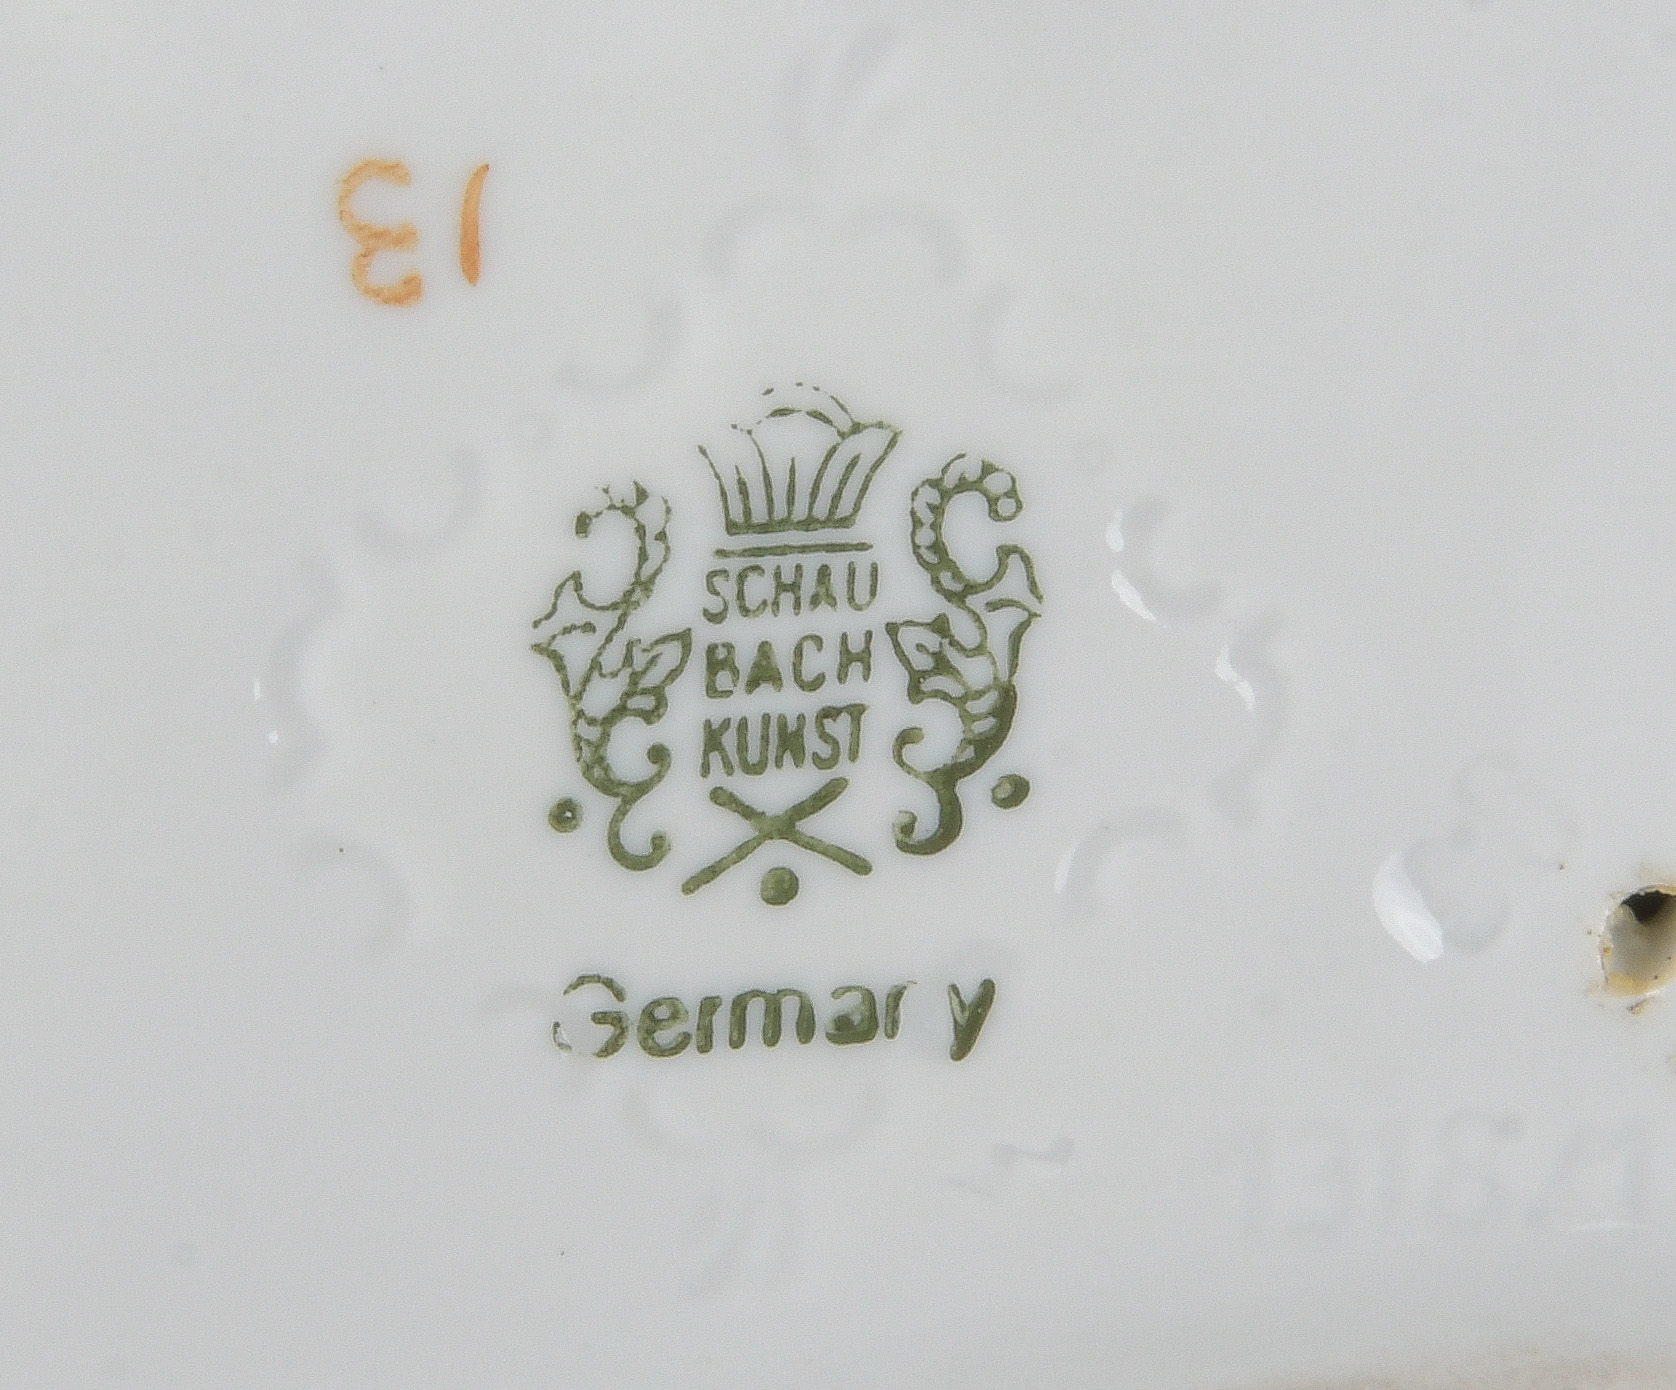 13
SCHAU
BACH
KUNST
Germany